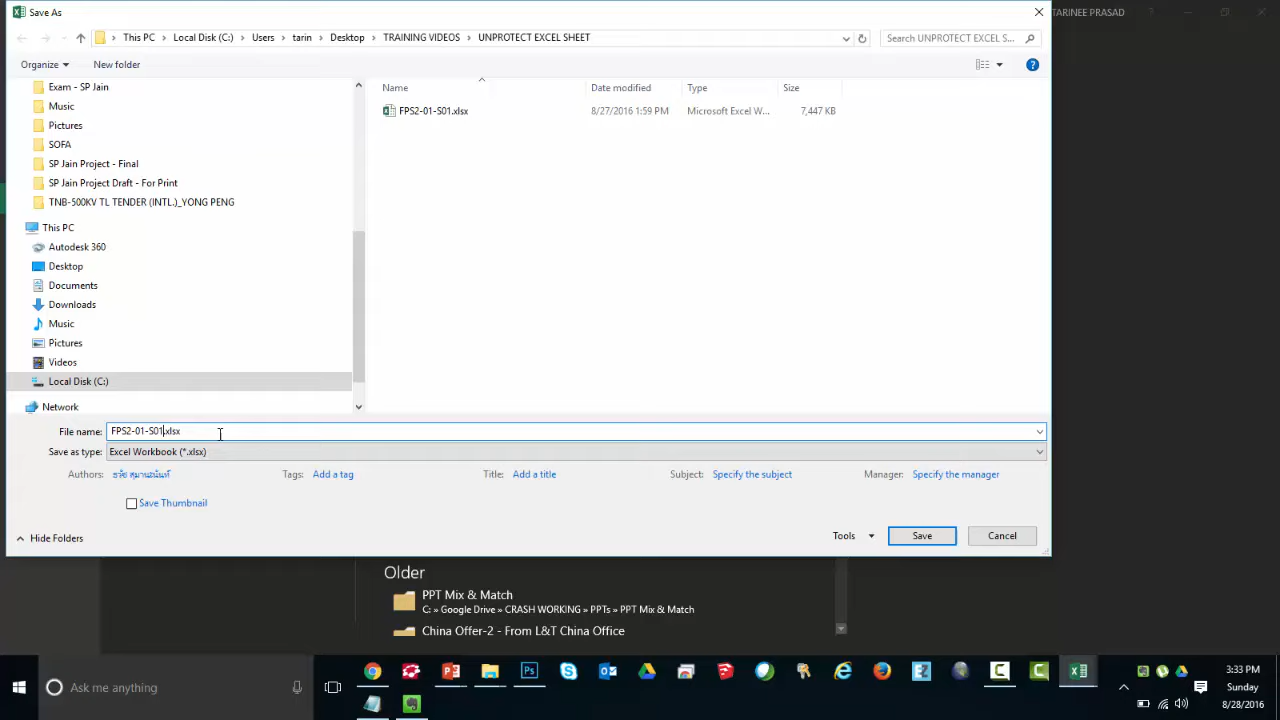 Save As
TARINEE PRASAD
This PC > Local Disk (C:) > Users > tarin > Desktop > TRAINING VIDEOS > UNPROTECT EXCEL SHEET
Search UNPROTECT EXCEL S...
Organize
New folder
Name
Date modified
Type
Size
FPS2-01-S01.xlsx
8/27/2016 1:59 PM
Microsoft Excel W...
7,447 KB
Exam - SP Jain
Music
Pictures
SOFA
SP Jain Project - Final
SP Jain Project Draft - For Print
TNB-500KV TL TENDER (INTL.)_YONG PENG
This PC
Autodesk 360
Desktop
Documents
Downloads
Music
Pictures
Videos
Local Disk (C:)
Network
File name: FPS2-01-S01.xlsx
Save as type: Excel Workbook (*.xlsx)
Authors:
Tags: Add a tag
Title: Add a title
Subject: Specify the subject
Manager: Specify the manager
Save Thumbnail
Hide Folders
Tools
Save
Cancel
Older
PPT Mix & Match
C: » Google Drive » CRASH WORKING » PPTs » PPT Mix & Match
China Offer-2 - From L&T China Office
Ask me anything
3:33 PM
Sunday
8/28/2016